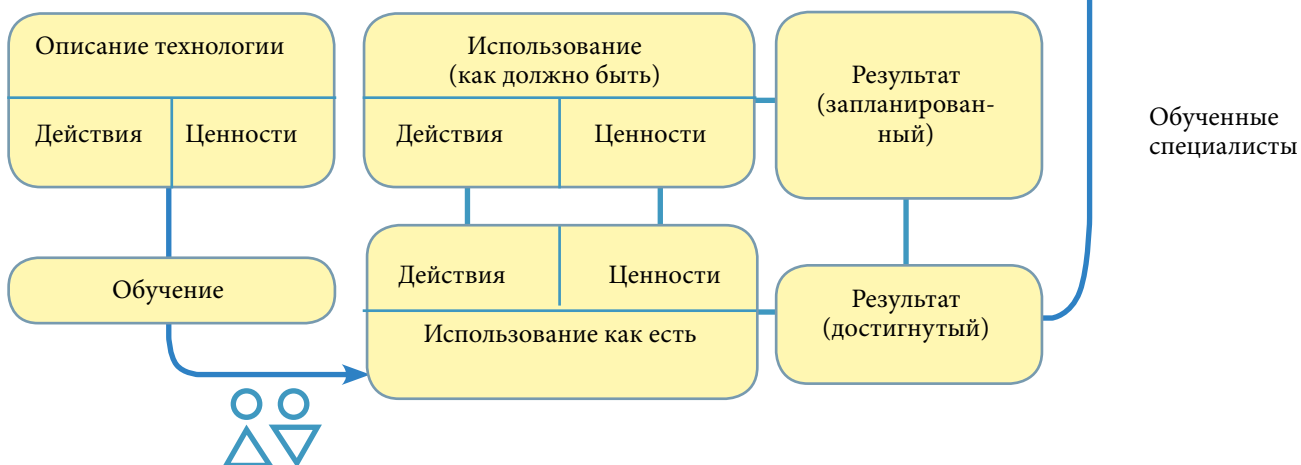 Описание технологии
Действия
Ценности
Использование
(как должно быть)
Действия
Ценности
Результат
(запланирован-
ный)
Обученные
специалисты
Обучение
Действия
Ценности
Использование как есть
Результат
(достигнутый)